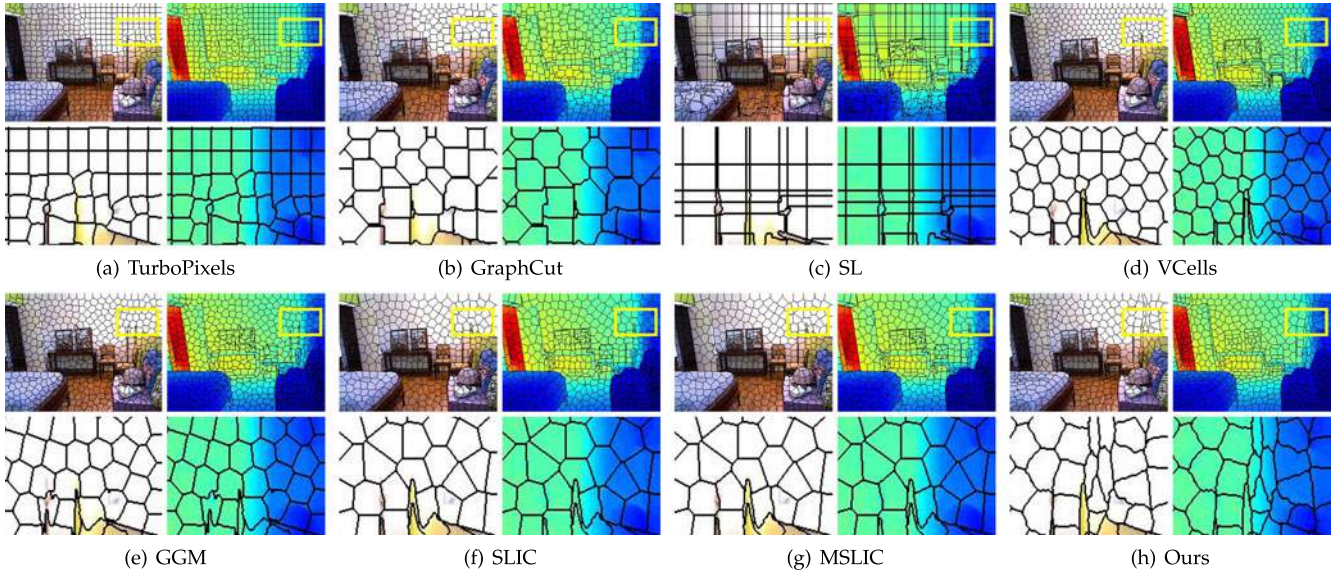 (a) TurboPixels
(b) GraphCut
(c) SL
(d) VCells
(e) GGM
(f) SLIC
(g) MSLIC
(h) Ours